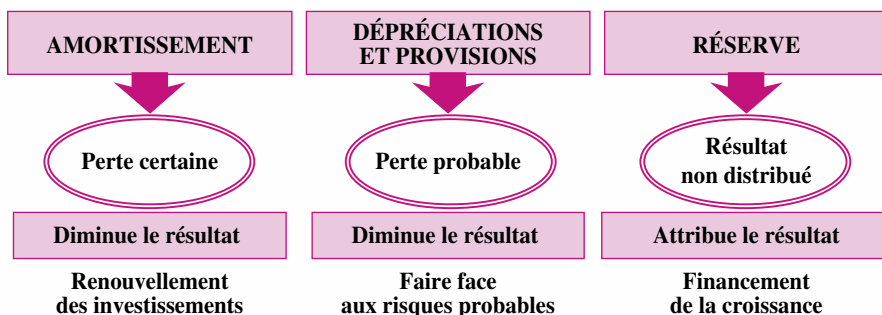 AMORTISSEMENT
Perte certaine
Diminue le résultat
Renouvellement
des investissements
DÉPRÉCIATIONS
ET PROVISIONS
Perte probable
Diminue le résultat
Faire face
aux risques probables
RÉSERVE
Résultat
non distribué
Attribue le résultat
Financement
de la croissance